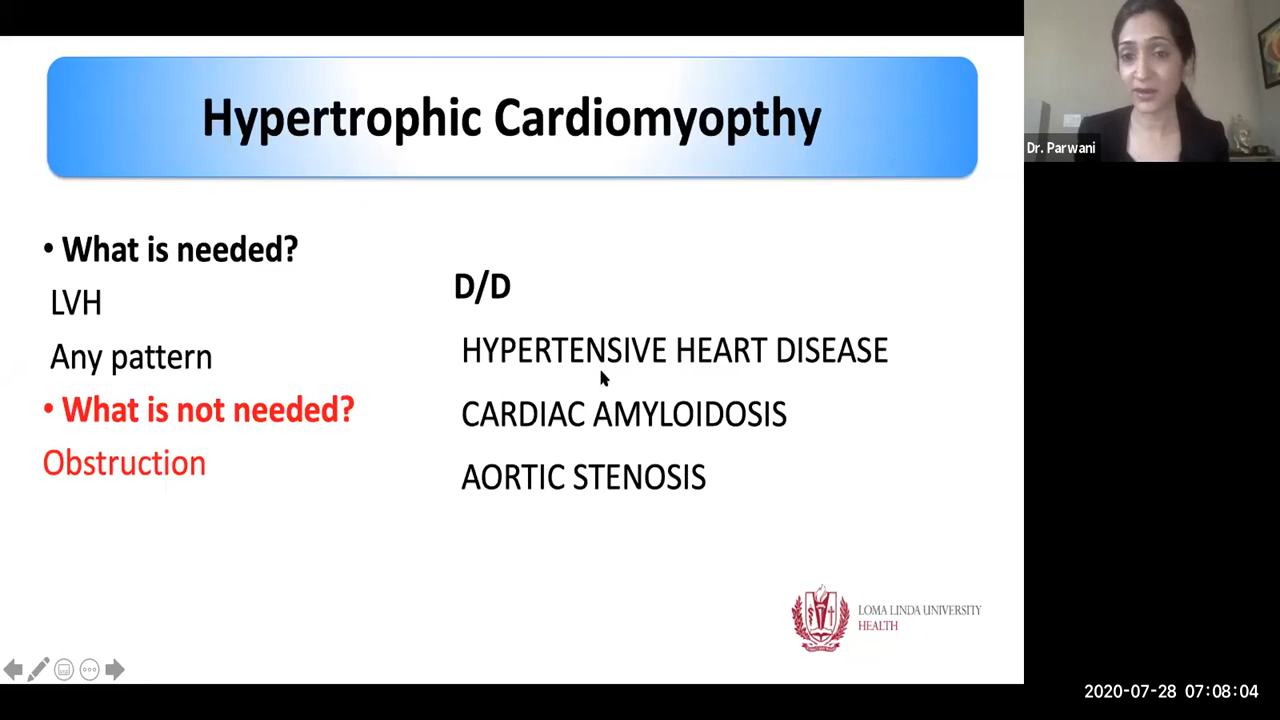 Hypertrophic Cardiomyopthy
• What is needed?
LVH
Any pattern
• What is not needed?
Obstruction
D/D
HYPERTENSIVE HEART DISEASE
CARDIAC AMYLOIDOSIS
AORTIC STENOSIS
LOMA LINDA UNIVERSITY
HEALTH
Dr. Parwani
2020-07-28 07:08:04